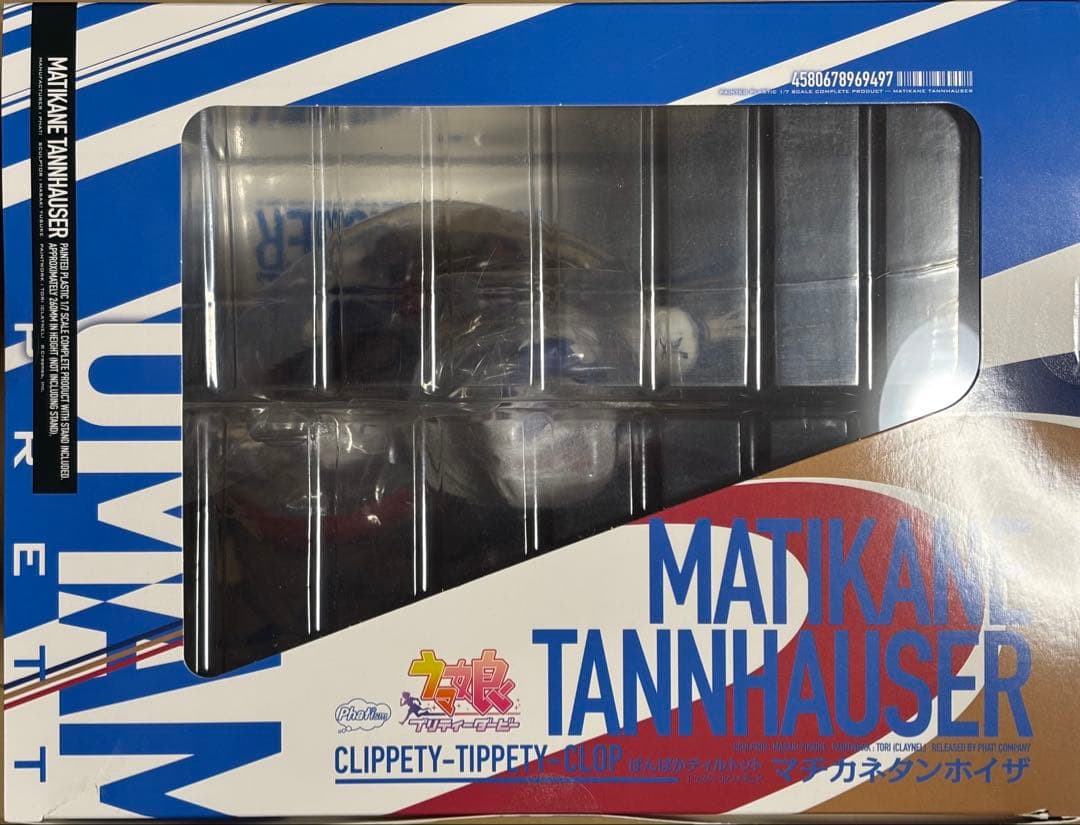 MATIKANE TANNHAUSER
PAINTED PLASTIC 1/7 SCALE COMPLETE PRODUCT WITH STAND INCLUDED.
APPROXIMATELY 260MM IN HEIGHT (NOT INCLUDING STAND).
4580678969497
PAINTED PLASTIC 1/7 SCALE COMPLETE PRODUCT — MATIKANE TANNHAUSER
UMAM
R
E
T
T
MATIKANE
TANNHAUSER
RELEASED BY PHAT! COMPANY
ウマ娘
プリティーダービー
Phat!ism
CLIPPETY-TIPPETY-CLOP ぱんぱかティルトット マチカネタンホイザ